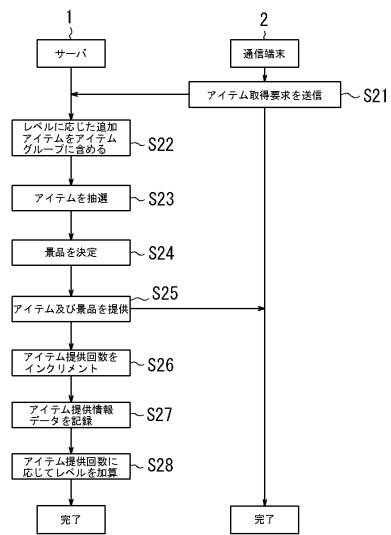 1
2
サーバ
通信端末
アイテム取得要求を送信
S21
レベルに応じた追加
アイテムをアイテム
グループに含める
S22
アイテムを抽選
S23
景品を決定
S24
アイテム及び景品を提供
S25
アイテム提供回数を
インクリメント
S26
アイテム提供情報
データを記録
S27
アイテム提供回数に
応じてレベルを加算
S28
完了
完了